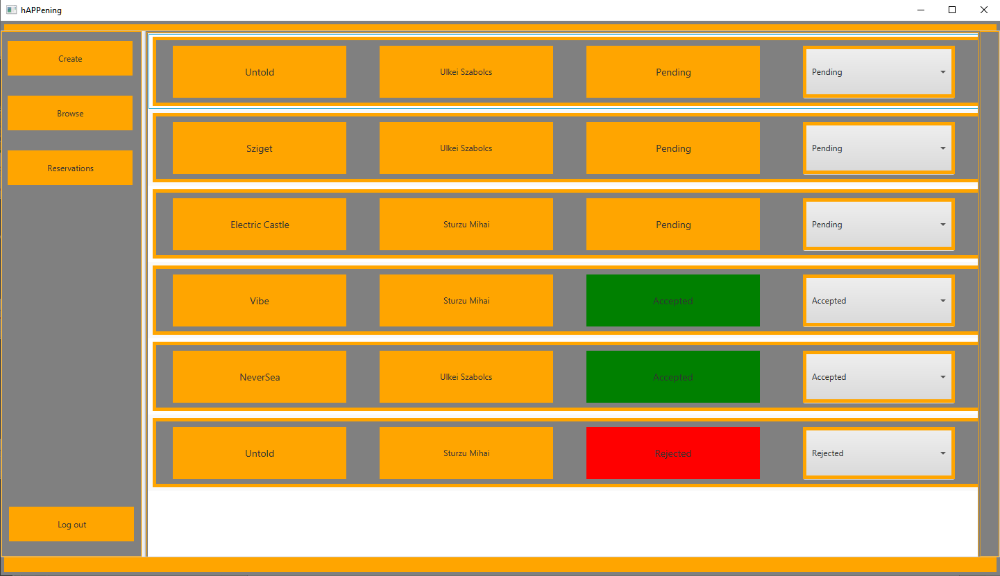 hAPPening
Create
Browse
Reservations
Log out
Untold Ulkei Szabolcs Pending Pending
Sziget Ulkei Szabolcs Pending Pending
Electric Castle Sturzu Mihai Pending Pending
Vibe Sturzu Mihai Accepted Accepted
NeverSea Ulkei Szabolcs Accepted Accepted
Untold Sturzu Mihai Rejected Rejected